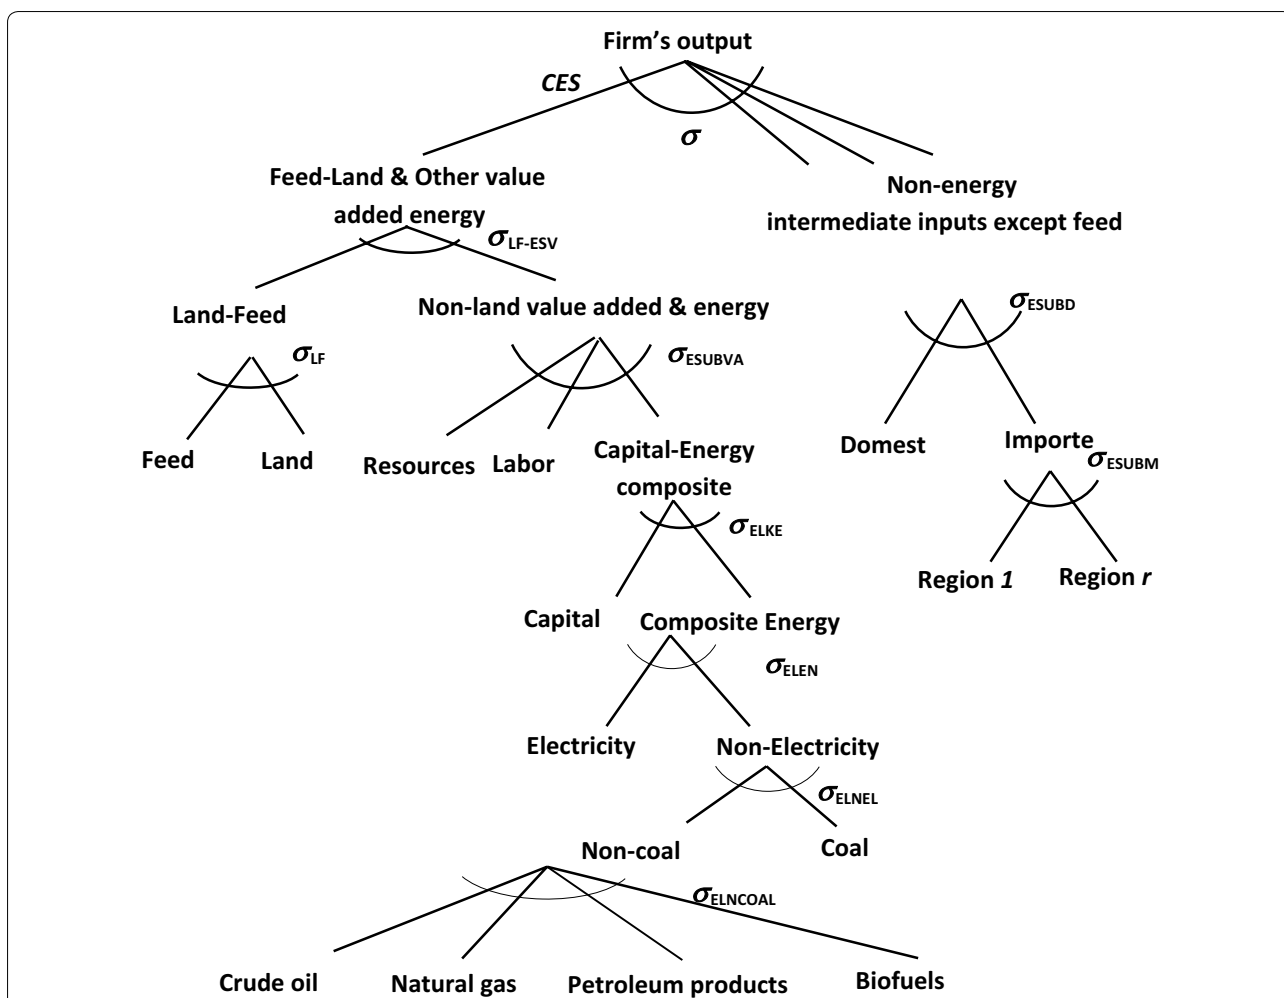 Firm's output
CES
σ
Feed-Land & Other value
added energy
Non-energy
intermediate inputs except feed
σLF-ESV
Land-Feed
Non-land value added & energy
σESUBD
σLF
σESUBVA
Feed
Land
Resources
Labor
Capital-Energy
composite
Domest
Importe
σESUBM
σELKE
Region 1
Region r
Capital
Composite Energy
σELEN
Electricity
Non-Electricity
σELNEL
Non-coal
Coal
σELNCOAL
Crude oil
Natural gas
Petroleum products
Biofuels